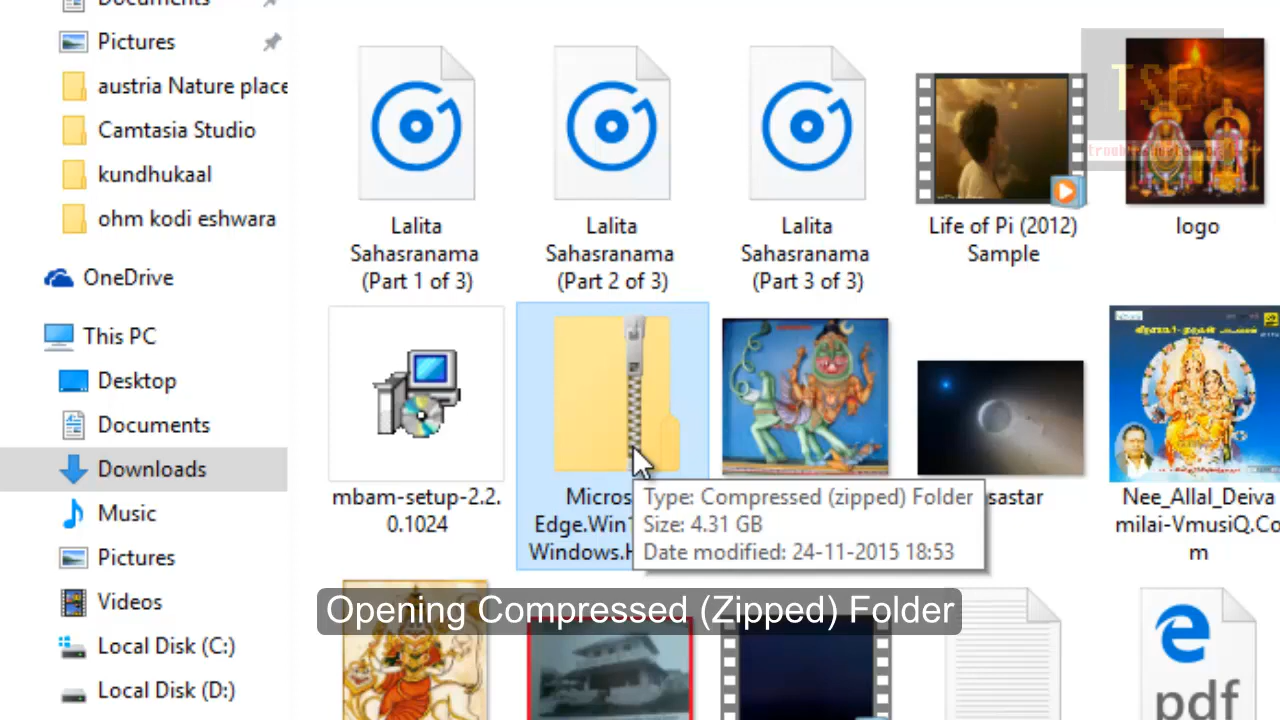 Documents
Pictures
austria Nature place
Camtasia Studio
kundhukaal
ohm kodi eshwara
OneDrive
This PC
Desktop
Documents
Downloads
Music
Pictures
Videos
Local Disk (C:)
Local Disk (D:)
TSE
Lalita
Sahasranama
(Part 1 of 3)
Lalita
Sahasranama
(Part 2 of 3)
Lalita
Sahasranama
(Part 3 of 3)
Life of Pi (2012)
Sample
logo
mbam-setup-2.2.
0.1024
Micros
Edge.Win
Windows.
Type: Compressed (zipped) Folder
Size: 4.31 GB
Date modified: 24-11-2015 18:53
sastar
Nee_Allal_Deiva
milai-VmusiQ.Co
m
Opening Compressed (Zipped) Folder
pdf